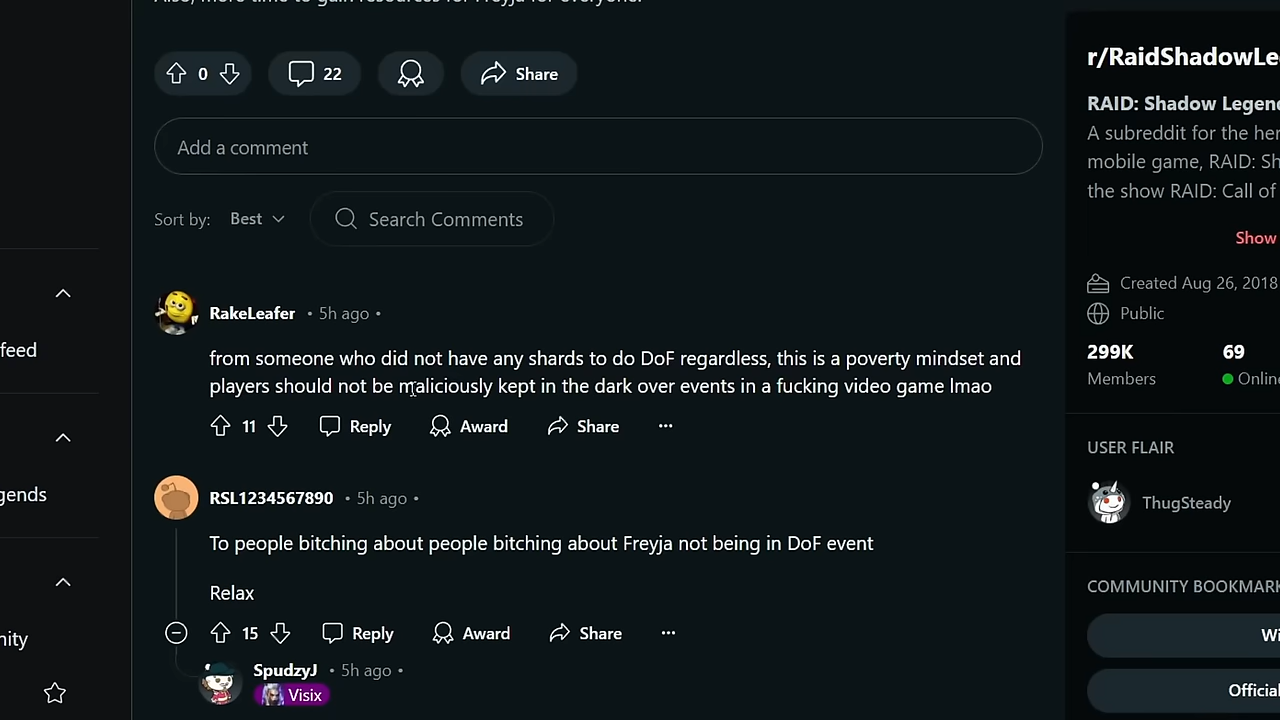 0
22
Share
Add a comment
Sort by: Best
Search Comments
RakeLeafer • 5h ago •
from someone who did not have any shards to do DoF regardless, this is a poverty mindset and
players should not be maliciously kept in the dark over events in a fucking video game lmao
11 Reply Award Share
RSL1234567890 • 5h ago •
To people bitching about people bitching about Freyja not being in DoF event
Relax
15 Reply Award Share
SpudzyJ • 5h ago •
Visix
feed
gends
nity
r/RaidShadowLe
RAID: Shadow Legen
A subreddit for the her
mobile game, RAID: Sh
the show RAID: Call of
Show
Created Aug 26, 2018
Public
299K 69
Members Online
USER FLAIR
ThugSteady
COMMUNITY BOOKMARK
Wi
Official